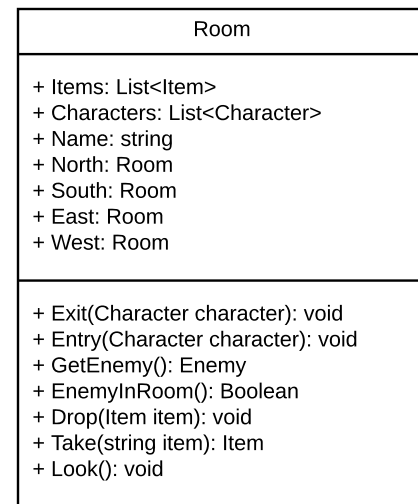 Room
+ Items: List<Item>
+ Characters: List<Character>
+ Name: string
+ North: Room
+ South: Room
+ East: Room
+ West: Room
+ Exit(Character character): void
+ Entry(Character character): void
+ GetEnemy(): Enemy
+ EnemyInRoom(): Boolean
+ Drop(Item item): void
+ Take(string item): Item
+ Look(): void